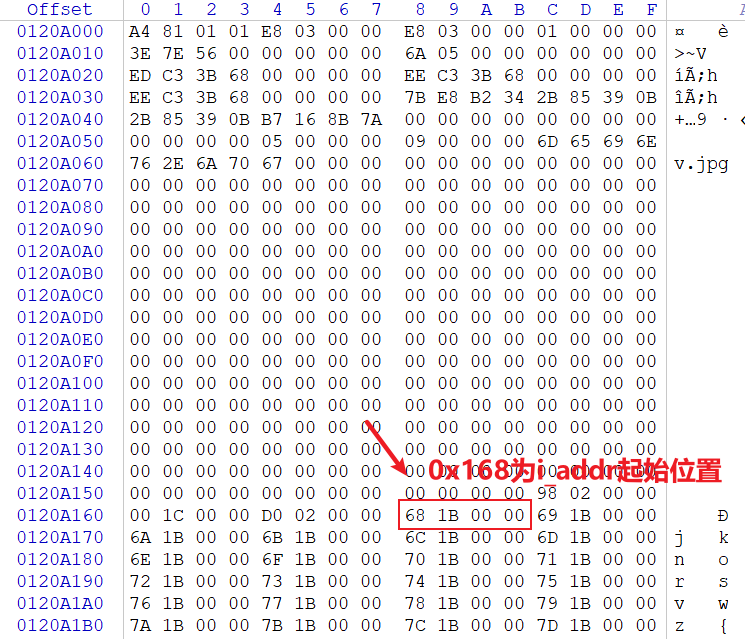 Offset 0 1 2 3 4 5 6 7 8 9 A B C D E F
0120A000 A4 81 01 01 E8 03 00 00 E8 03 00 00 01 00 00 00 ¤ è
0120A010 3E 7E 56 00 00 00 00 00 6A 05 00 00 00 00 00 00 >~V
0120A020 ED C3 3B 68 00 00 00 00 EE C3 3B 68 00 00 00 00 íÃ;h
0120A030 EE C3 3B 68 00 00 00 00 7B E8 B2 34 2B 85 39 0B îÃ;h
0120A040 2B 85 39 0B B7 16 8B 7A 00 00 00 00 00 00 00 00 +…9 ·
0120A050 00 00 00 00 05 00 00 00 09 00 00 00 6D 65 69 6E
0120A060 76 2E 6A 70 67 00 00 00 00 00 00 00 00 00 00 00 v.jpg
0120A070 00 00 00 00 00 00 00 00 00 00 00 00 00 00 00 00
0120A080 00 00 00 00 00 00 00 00 00 00 00 00 00 00 00 00
0120A090 00 00 00 00 00 00 00 00 00 00 00 00 00 00 00 00
0120A0A0 00 00 00 00 00 00 00 00 00 00 00 00 00 00 00 00
0120A0B0 00 00 00 00 00 00 00 00 00 00 00 00 00 00 00 00
0120A0C0 00 00 00 00 00 00 00 00 00 00 00 00 00 00 00 00
0120A0D0 00 00 00 00 00 00 00 00 00 00 00 00 00 00 00 00
0120A0E0 00 00 00 00 00 00 00 00 00 00 00 00 00 00 00 00
0120A0F0 00 00 00 00 00 00 00 00 00 00 00 00 00 00 00 00
0120A100 00 00 00 00 00 00 00 00 00 00 00 00 00 00 00 00
0120A110 00 00 00 00 00 00 00 00 00 00 00 00 00 00 00 00
0120A120 00 00 00 00 00 00 00 00 00 00 00 00 00 00 00 00
0120A130 00 00 00 00 00 00 00 00 00 00 00 00 00 00 00 00
0120A140 00 00 00 00 00 00 00 00 00
0x168为i_addr起始位置
0120A150 00 00 00 00 00 00 00 00 00 00 00 00 98 02 00 00
0120A160 00 1C 00 00 D0 02 00 00 68 1B 00 00 69 1B 00 00 Ð
0120A170 6A 1B 00 00 6B 1B 00 00 6C 1B 00 00 6D 1B 00 00 j k
0120A180 6E 1B 00 00 6F 1B 00 00 70 1B 00 00 71 1B 00 00 n o
0120A190 72 1B 00 00 73 1B 00 00 74 1B 00 00 75 1B 00 00 r s
0120A1A0 76 1B 00 00 77 1B 00 00 78 1B 00 00 79 1B 00 00 v w
0120A1B0 7A 1B 00 00 7B 1B 00 00 7C 1B 00 00 7D 1B 00 00 z {